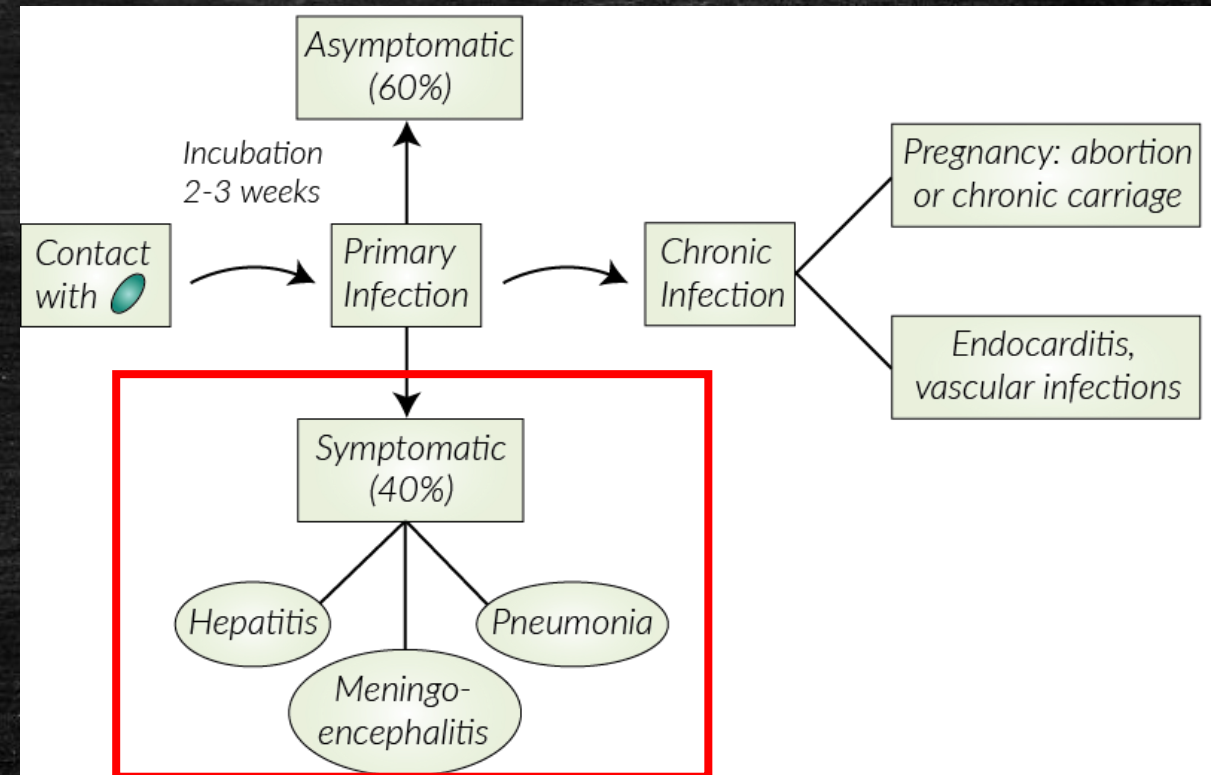 Asymptomatic
(60%)
Incubation
2-3 weeks
Contact
with
Primary
Infection
Chronic
Infection
Pregnancy: abortion
or chronic carriage
Endocarditis,
vascular infections
Symptomatic
(40%)
Hepatitis
Pneumonia
Meningo-
encephalitis